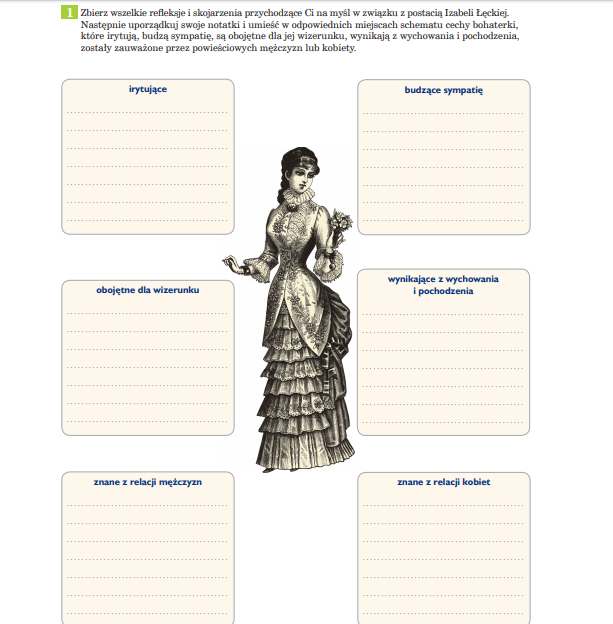 1 Zbierz wszelkie refleksje i skojarzenia przychodzące Ci na myśl w związku z postacią Izabeli Łęckiej.
Następnie uporządkuj swoje notatki i umieść w odpowiednich miejscach schematu cechy bohaterki,
które irytują, budzą sympatię, są obojętne dla jej wizerunku, wynikają z wychowania i pochodzenia,
zostały zauważone przez powieściowych mężczyzn lub kobiety.
irytujące
budzące sympatię
obojętne dla wizerunku
wynikające z wychowania
i pochodzenia
znane z relacji mężczyzn
znane z relacji kobiet